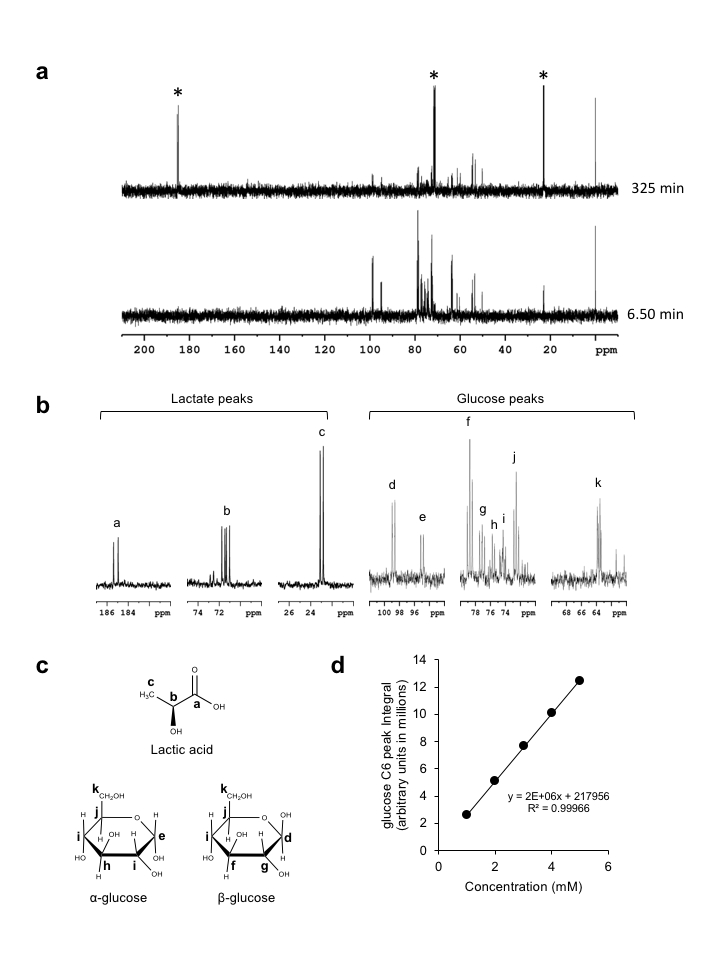 a
* * *
325 min
6.50 min
200 180 160 140 120 100 80 60 40 20 ppm
b
Lactate peaks Glucose peaks
a b c d e f g h i j k
186 184 ppm 74 72 ppm 26 24 ppm 100 98 96 ppm 78 76 74 ppm 68 66 64 ppm
c
c
H₃C
b
a
O
OH
OH
Lactic acid
k
CH₂OH
j
H
H
O
H
i
H
OH
H
e
HO
OH
h
i
H
OH
α-glucose
k
CH₂OH
j
H
H
O
OH
i
H
OH
H
d
HO
H
f
g
H
OH
β-glucose
d
glucose C6 peak Integral
(arbitrary units in millions)
14
12
10
8
6
4
2
0
y = 2E+06x + 217956
R² = 0.99966
0 2 4 6
Concentration (mM)